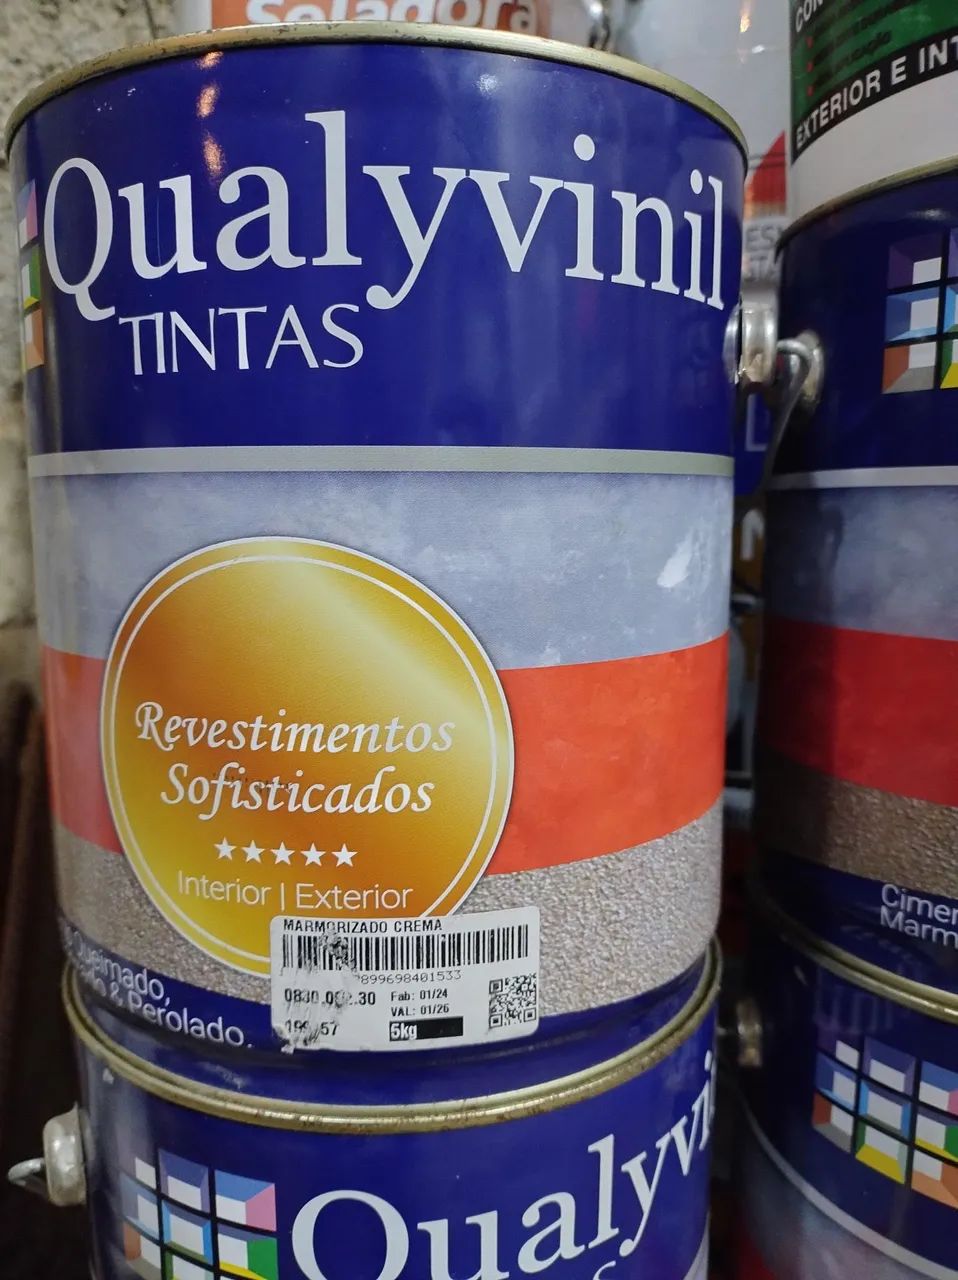 Seladora
EXTERIOR E INT
Qualyvinil
TINTAS
Revestimentos
Sofisticados
Interior | Exterior
MARMORIZADO CREMA
899698401533
Fab: 01/24
VAL: 01/26
5kg
Queimado,
& Perolado.
Cimen
Marm
Qualyvi